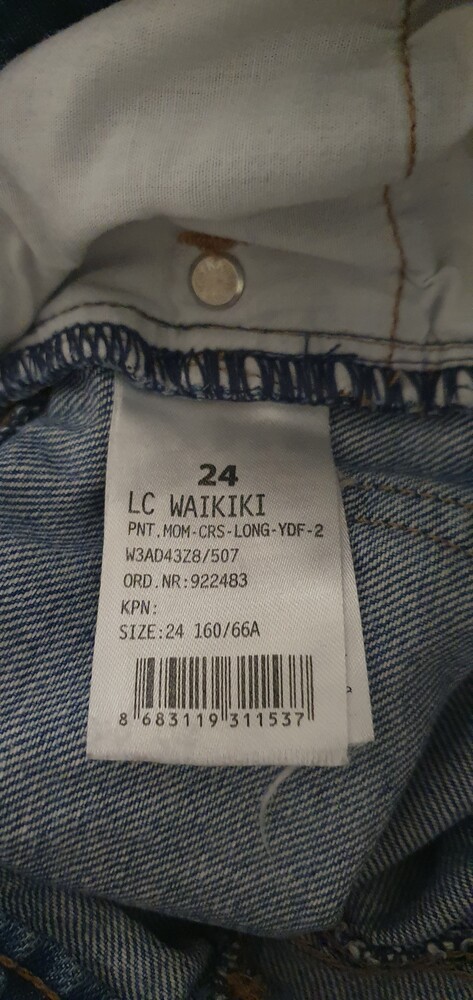 24
LC WAIKIKI
PNT.MOM-CRS-LONG-YDF-2
W3AD43Z8/507
ORD.NR:922483
KPN:
SIZE:24 160/66A
8 683119 311537